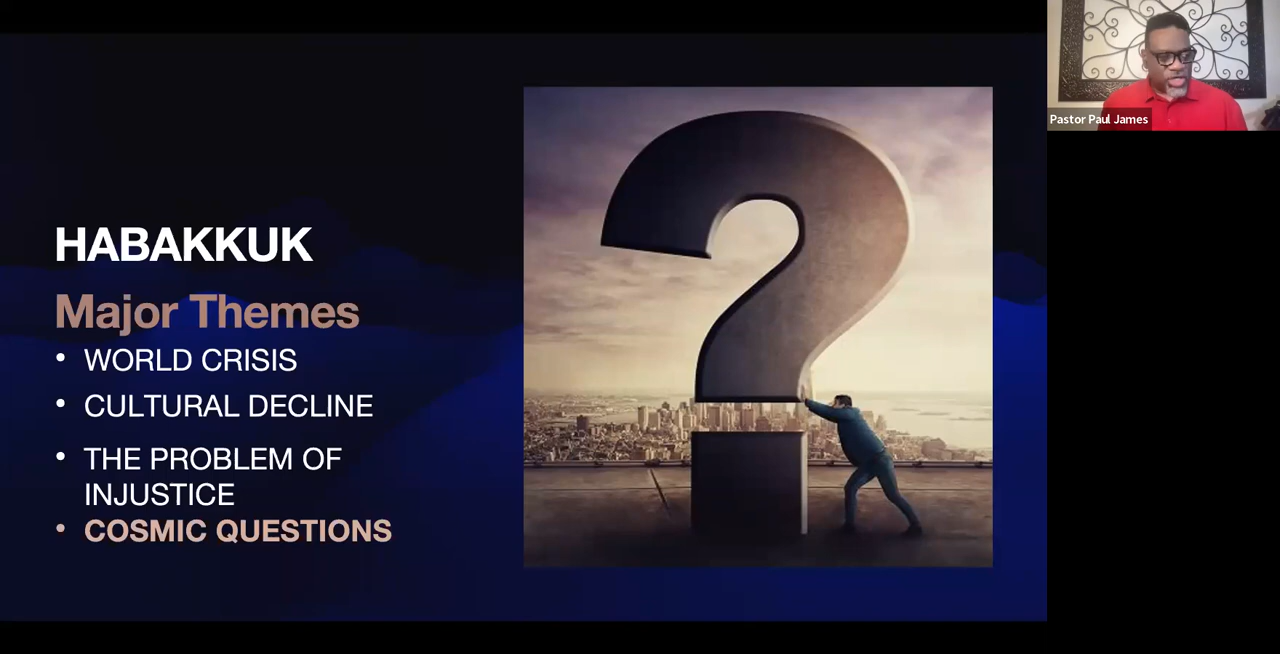 HABAKKUK
Major Themes
• WORLD CRISIS
• CULTURAL DECLINE
• THE PROBLEM OF
INJUSTICE
• COSMIC QUESTIONS
Pastor Paul James